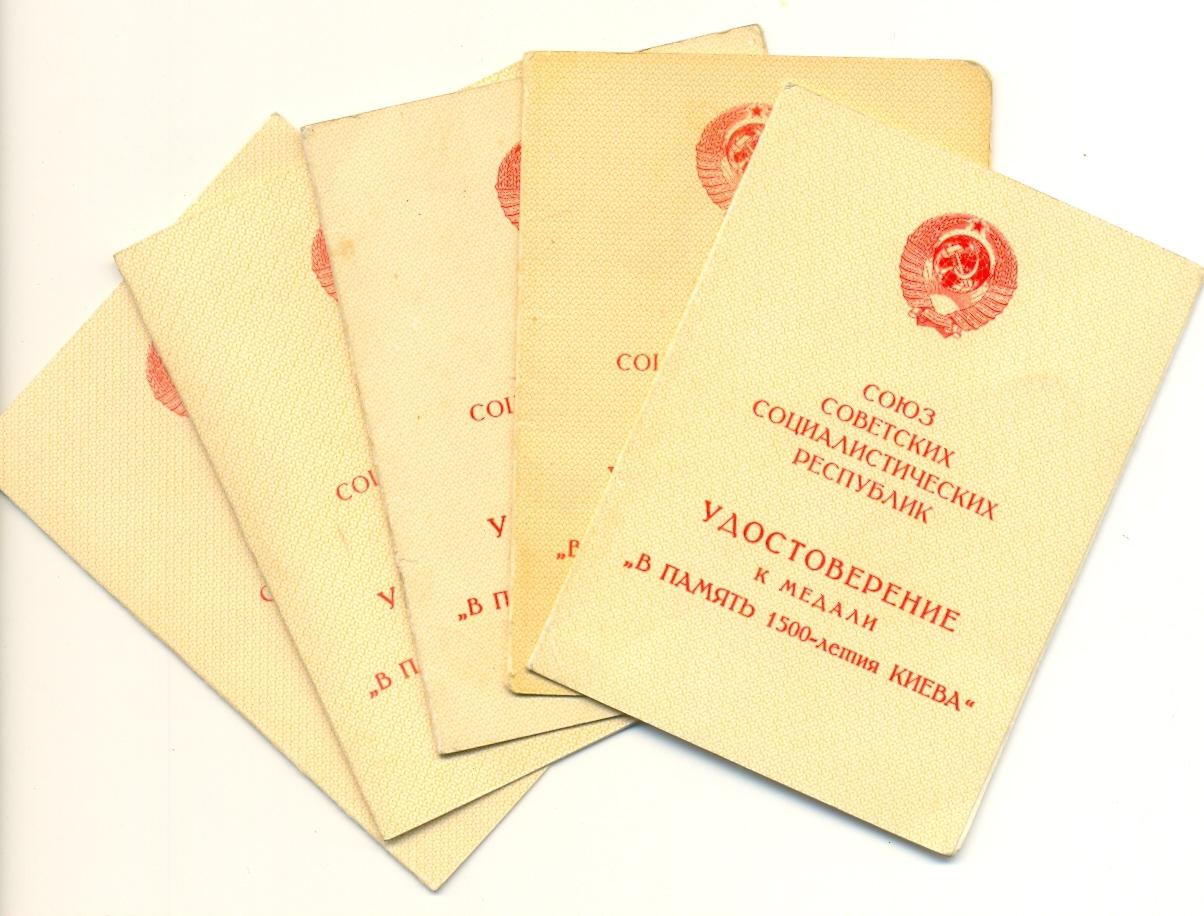 СОЮЗ
СОВЕТСКИХ
СОЦИАЛИСТИЧЕСКИХ
РЕСПУБЛИК
УДОСТОВЕРЕНИЕ
К МЕДАЛИ
„В ПАМЯТЬ 1500-летия КИЕВА“